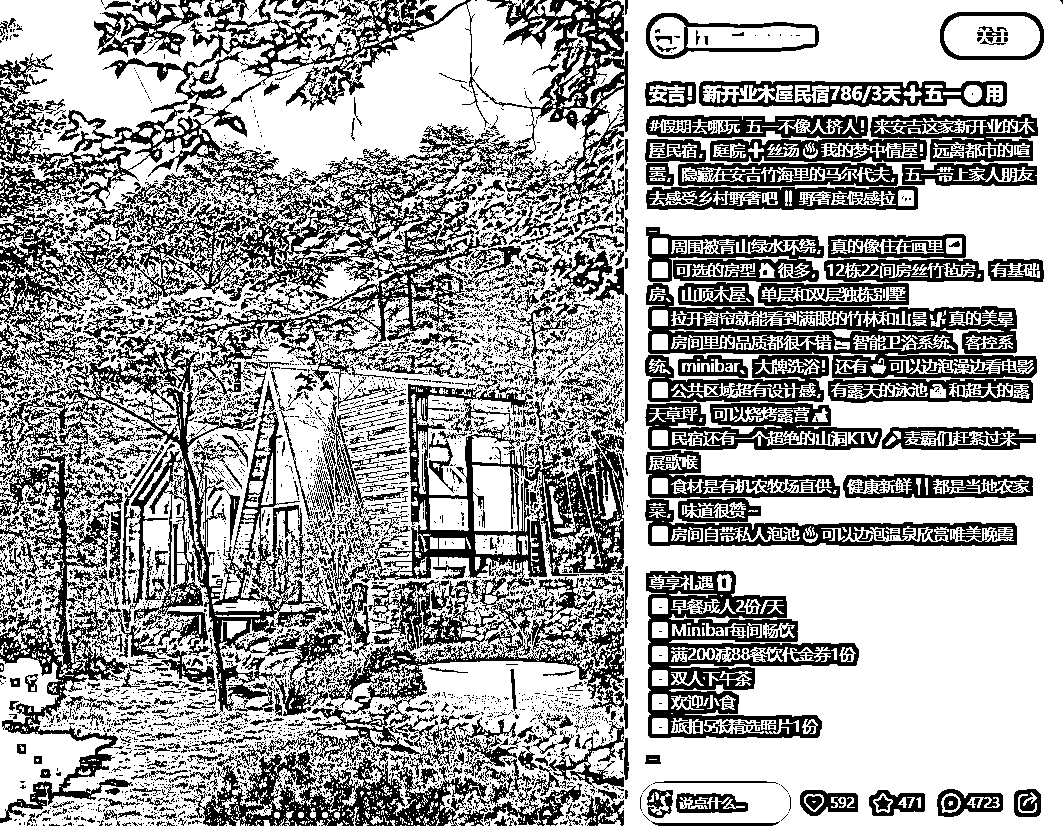 关注
安吉！新开业木屋民宿786/3天➕五一🈶用
#假期去哪玩 五一不像人挤人！来安吉这家新开业的木
屋民宿，庭院➕丝汤♨我的梦中情屋！远离都市的喧
嚣，隐藏在安吉竹海里的马尔代夫，五一带上家人朋友
去感受乡村野奢吧‼野奢度假感拉
周围被青山绿水环绕，真的像住在画里
可选的房型🏠很多，12栋22间房丝竹苑房，有基础
房、山顶木屋、单层和双层独栋别墅
拉开窗帘就能看到满眼的竹林和山景，真的美晕
房间里的品质都很不错 智能卫浴系统、客控系
统、minibar、大牌洗浴！还有 可以边泡澡边看电影
公共区域超有设计感，有露天的泳池 和超大的露
天草坪，可以烧烤露营
民宿还有一个超绝的山洞KTV🎤麦霸们赶紧过来一
展歌喉
食材是有机农牧场直供，健康新鲜🍴都是当地农家
菜，味道很赞~
房间自带私人泡池♨可以边泡温泉欣赏唯美晚霞
尊享礼遇
早餐成人2份/天
Minibar每间畅饮
满200减88餐饮代金券1份
双人下午茶
欢迎小食
旅拍5张精选照片1份
说点什么... 592 471 4723